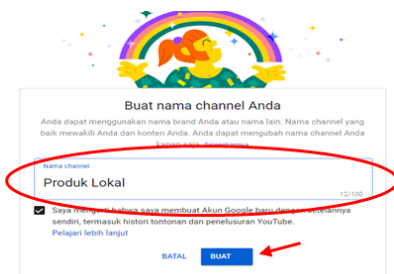 Buat nama channel Anda
Anda dapat menggunakan nama brand Anda atau nama lain. Nama channel yang
baik mewakili Anda dan konten Anda. Anda dapat mengubah nama channel Anda
kapan saja.
Nama channel
Produk Lokal
12/100
Saya mengerti bahwa saya membuat Akun Google baru dengan setelannya
sendiri, termasuk histori tontonan dan penelusuran YouTube.
Pelajari lebih lanjut
BATAL BUAT